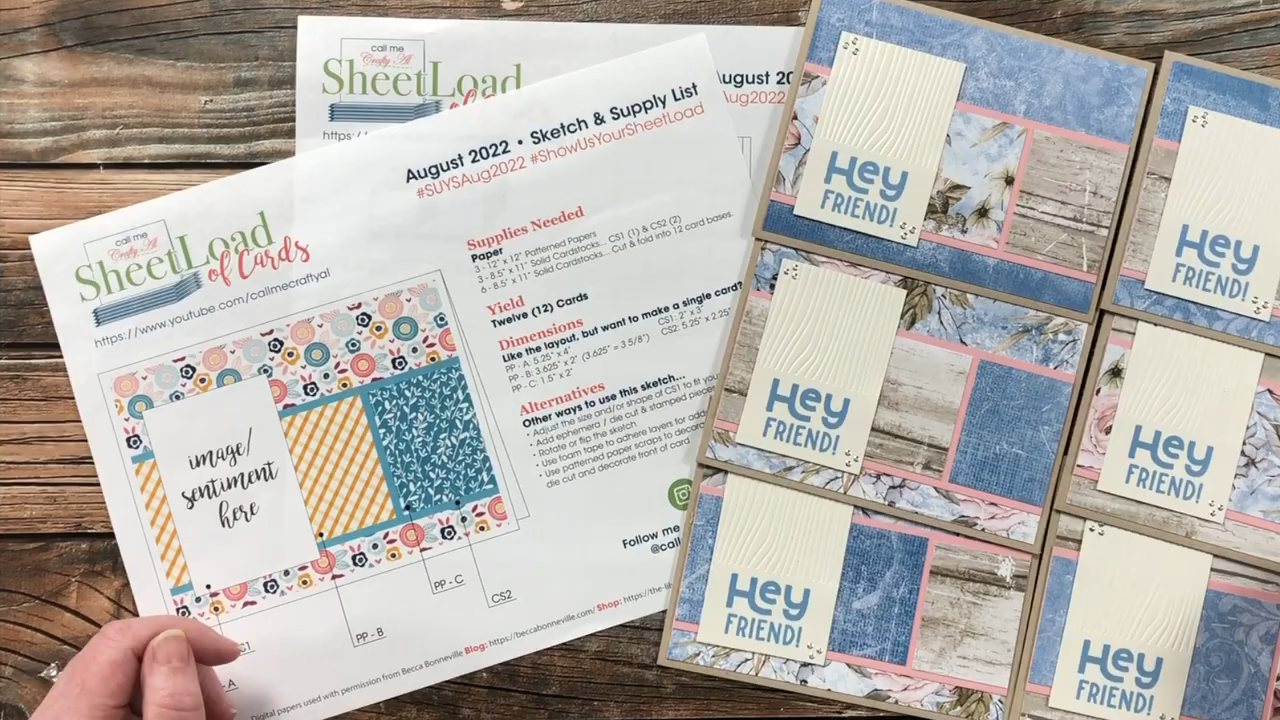 call me
Crafty Al
SheetLoad
https://
August 20
Aug2022
August 2022 • Sketch & Supply List
#SUYSAug2022 #ShowUsYourSheetLoad
call me
Crafty Al
SheetLoad
of Cards
https://www.youtube.com/callmecraftyal
image/
sentiment
here
PP - C
CS2
PP - B
Supplies Needed
Paper
3 - 12" x 12" Patterned Papers
3 - 8.5" x 11" Solid Cardstocks... CS1 (1) & CS2 (2)
6 - 8.5" x 11" Solid Cardstocks... Cut & fold into 12 card bases.
Yield
Twelve (12) Cards
Dimensions
Like the layout, but want to make a single card?
PP - A: 5.25" x 4" CS1: 2" x 3"
PP - B: 3.625" x 2" (3.625" = 3 5/8") CS2: 5.25" x 2.25"
PP - C: 1.5" x 2"
Alternatives
Other ways to use this sketch...
• Adjust the size and/or shape of CS1 to fit your
• Add ephemera / die cut & stamped pieces
• Rotate or flip the sketch
• Use foam tape to adhere layers for
• Use patterned paper scraps to
die cut and decorate front of card
Follow me
@call
Digital papers used with permission from Becca Bonneville https://beccabonneville.com/ Blog: https://the-lil Shop:
Hey
FRIEND!
Hey
FRIEND!
Hey
FRIEND!
Hey
FRIEND!
Hey
FRIEND!
Hey
FRIEND!